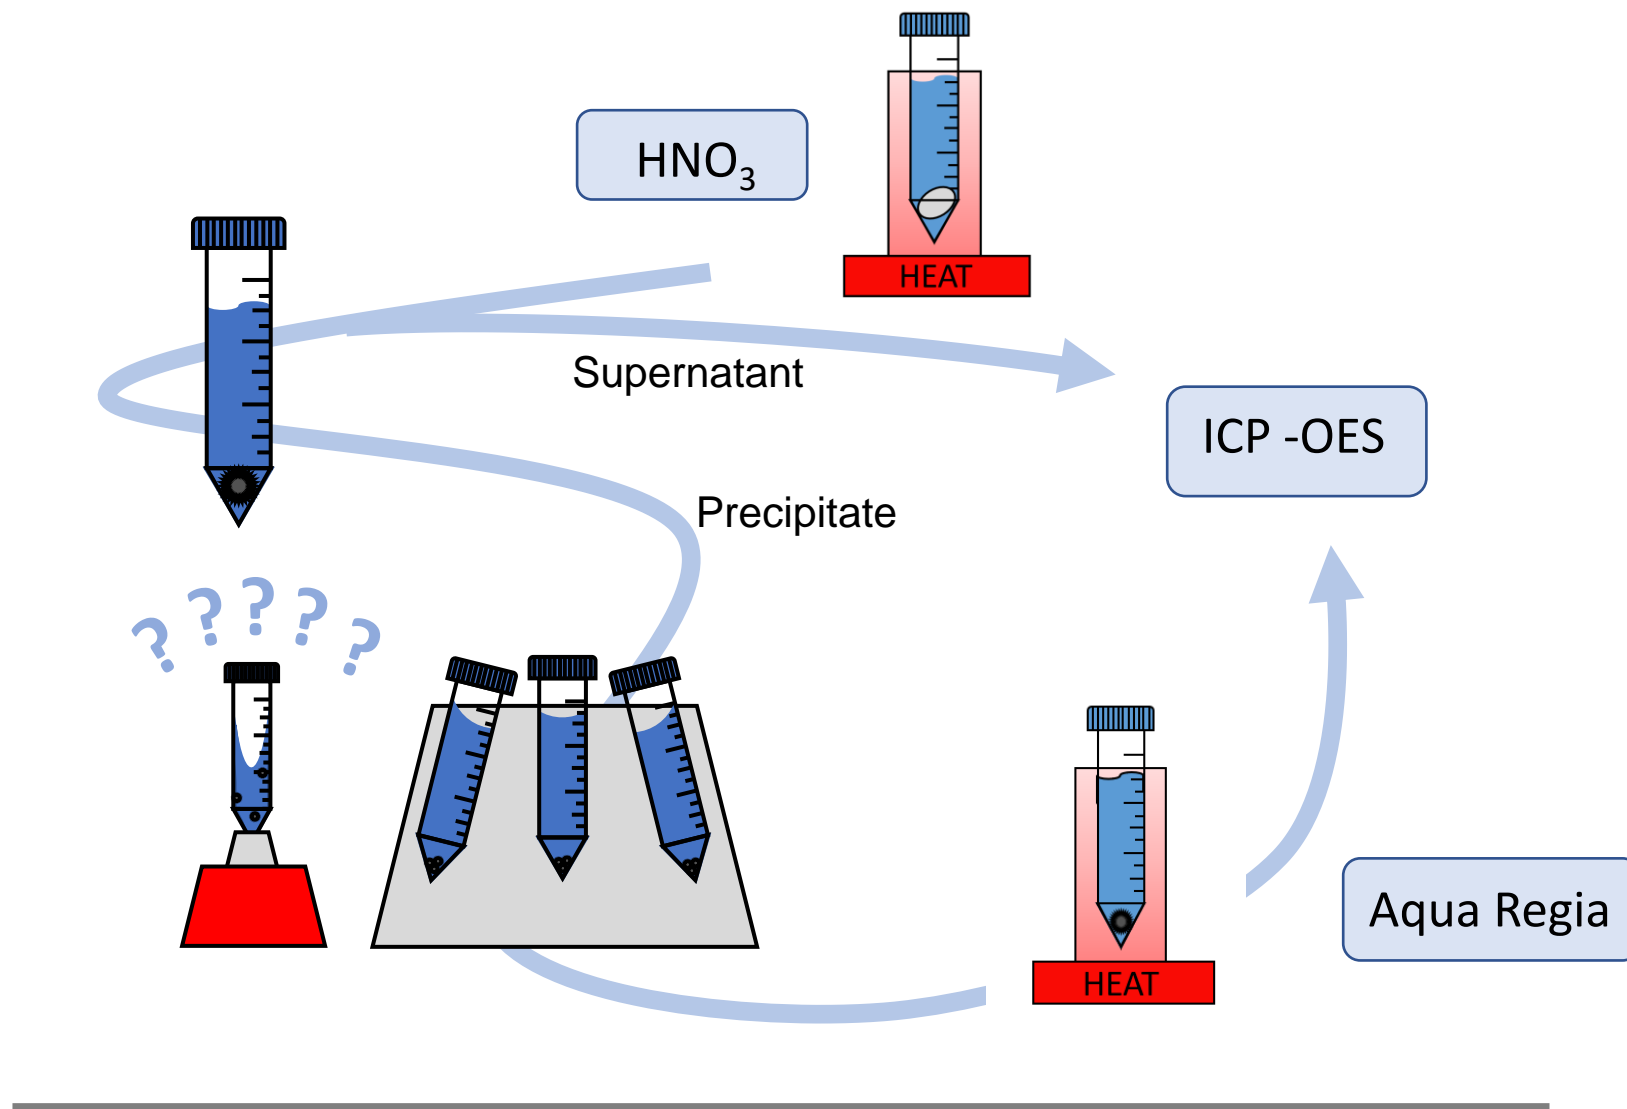 HNO₃
HEAT
Supernatant
ICP -OES
Precipitate
? ? ? ? ?
Aqua Regia
HEAT